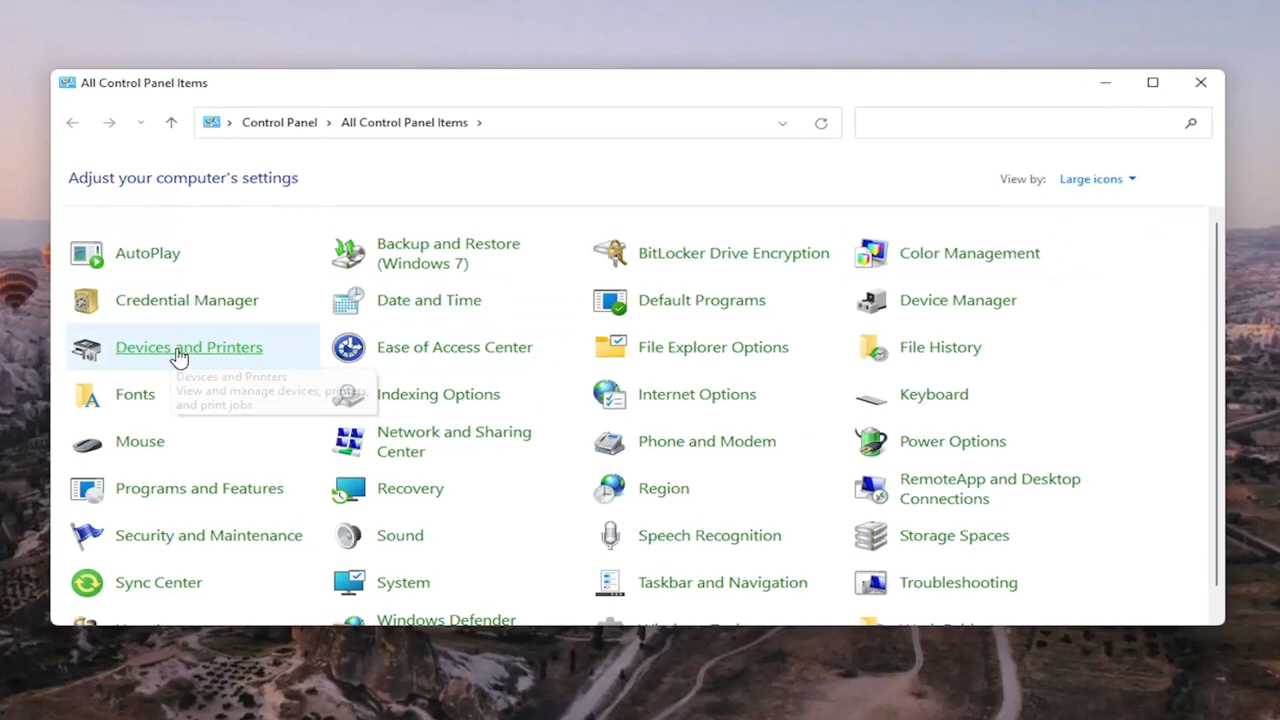 All Control Panel Items
Control Panel > All Control Panel Items >
Adjust your computer's settings
View by: Large icons
AutoPlay
Backup and Restore
(Windows 7)
BitLocker Drive Encryption
Color Management
Credential Manager
Date and Time
Default Programs
Device Manager
Devices and Printers
Ease of Access Center
File Explorer Options
File History
Devices and Printers
View and manage devices, printers,
and print jobs
Fonts
Indexing Options
Internet Options
Keyboard
Mouse
Network and Sharing
Center
Phone and Modem
Power Options
Programs and Features
Recovery
Region
RemoteApp and Desktop
Connections
Security and Maintenance
Sound
Speech Recognition
Storage Spaces
Sync Center
System
Taskbar and Navigation
Troubleshooting
Windows Defender